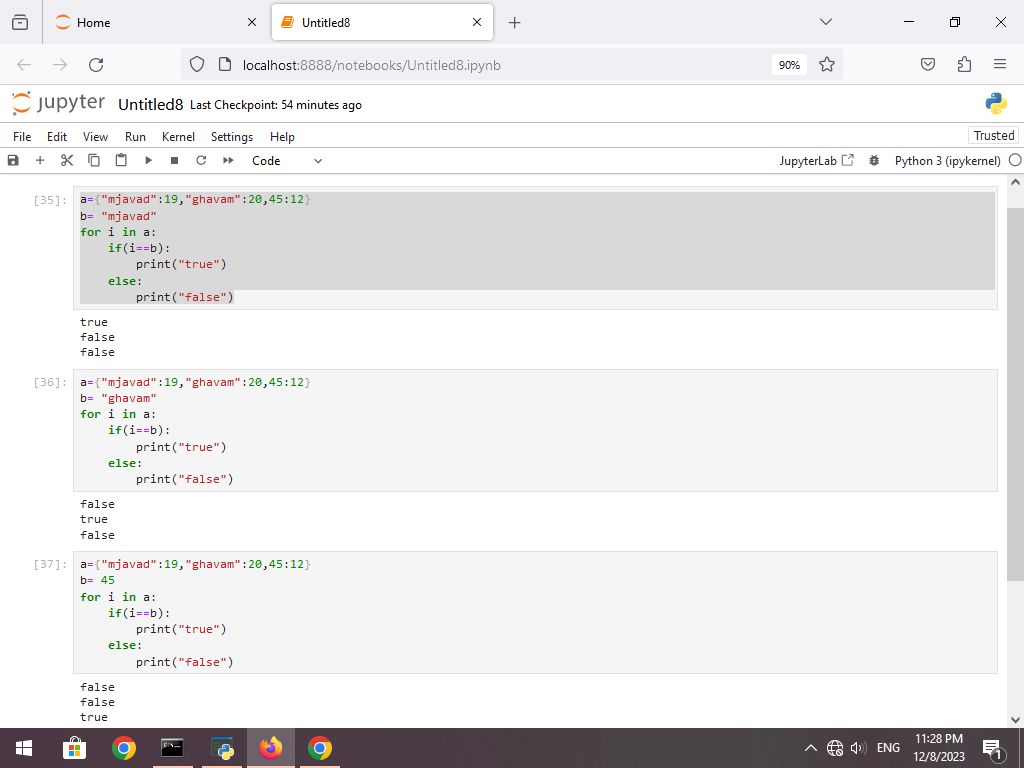 Home
Untitled8
localhost:8888/notebooks/Untitled8.ipynb
90%
jupyter Untitled8 Last Checkpoint: 54 minutes ago
File Edit View Run Kernel Settings Help
Trusted
Code
JupyterLab
Python 3 (ipykernel)
[35]:
a={"mjavad":19,"ghavam":20,45:12}
b= "mjavad"
for i in a:
    if(i==b):
        print("true")
    else:
        print("false")
true
false
false
[36]:
a={"mjavad":19,"ghavam":20,45:12}
b= "ghavam"
for i in a:
    if(i==b):
        print("true")
    else:
        print("false")
false
true
false
[37]:
a={"mjavad":19,"ghavam":20,45:12}
b= 45
for i in a:
    if(i==b):
        print("true")
    else:
        print("false")
false
false
true
ENG
11:28 PM
12/8/2023
1